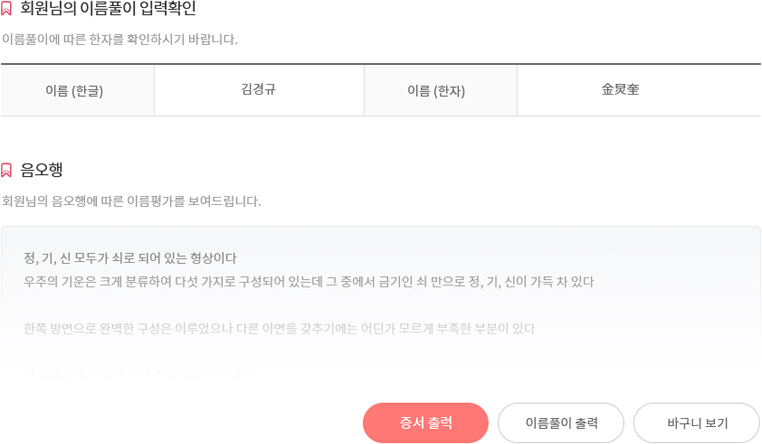 회원님의 이름풀이 입력확인
이름풀이에 따른 한자를 확인하시기 바랍니다.
이름 (한글) 김경규 이름 (한자) 金炅奎
음오행
회원님의 음오행에 따른 이름평가를 보여드립니다.
정, 기, 신 모두가 쇠로 되어 있는 형상이다
우주의 기운은 크게 분류하여 다섯 가지로 구성되어 있는데 그 중에서 금기인 쇠 만으로 정, 기, 신이 가득 차 있다
한쪽 방면으로 완벽한 구성은 이루었으나 다른 이면을 갖추기에는 어딘가 모르게 부족한 부분이 있다
증서 출력 이름풀이 출력 바구니 보기